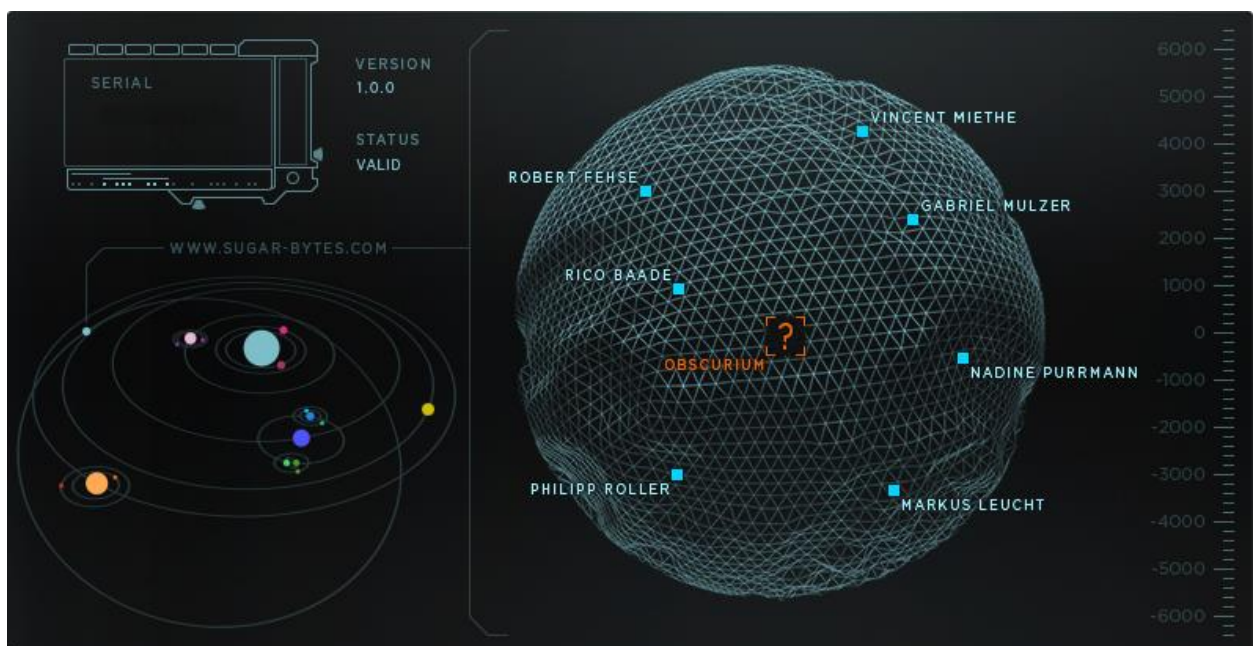 SERIAL
VERSION
1.0.0
STATUS
VALID
WWW.SUGAR-BYTES.COM
VINCENT MIETHE
ROBERT FEHSE
GABRIEL MULZER
RICO BAADE
?
OBSCURIUM
NADINE PURRMANN
PHILIPP ROLLER
MARKUS LEUCHT
6000
5000
4000
3000
2000
1000
0
-1000
-2000
-3000
-4000
-5000
-6000